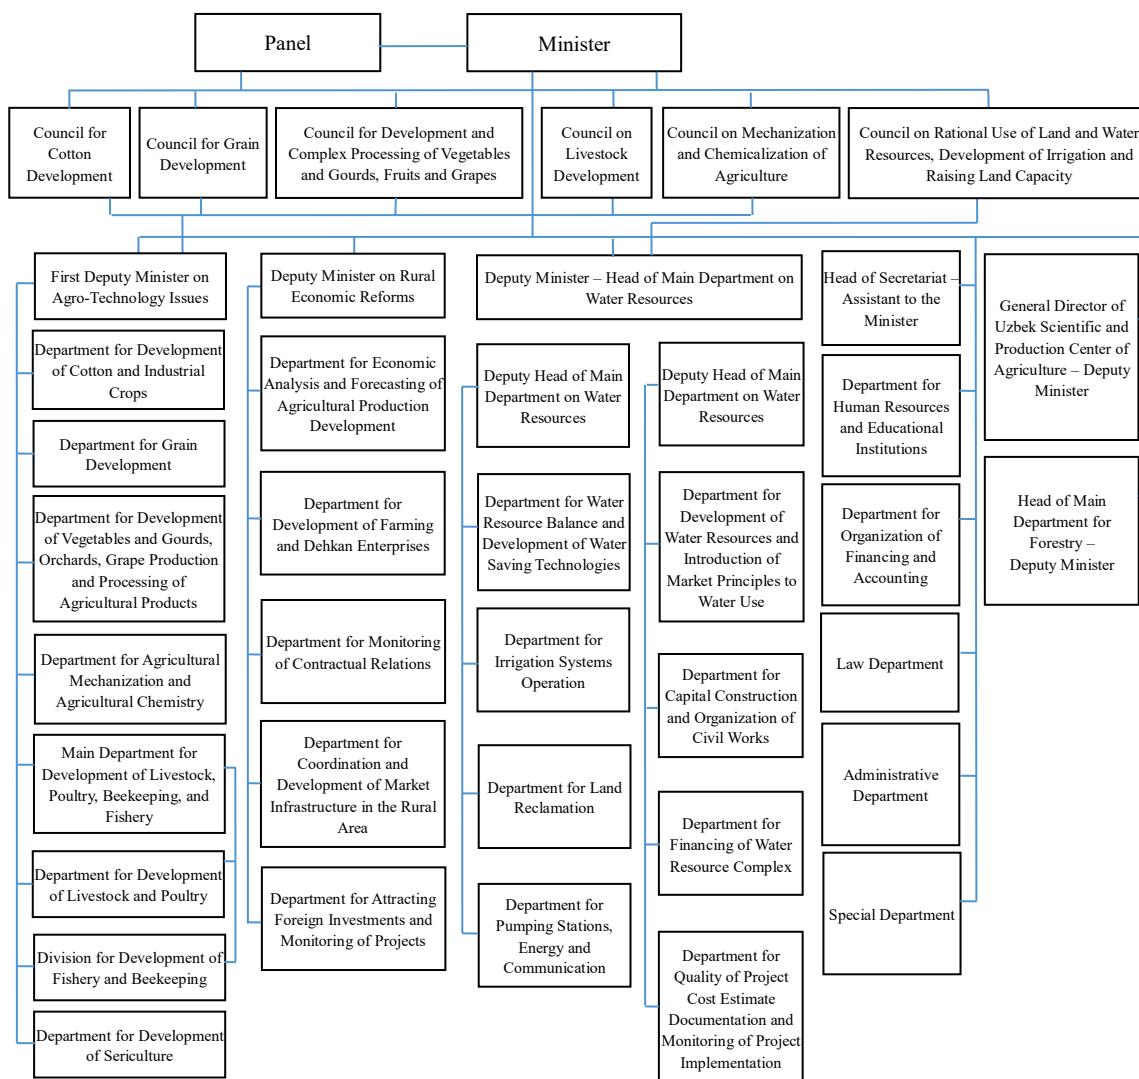 Panel
Minister
Council for
Cotton
Development
Council for Grain
Development
Council for Development and
Complex Processing of Vegetables
and Gourds, Fruits and Grapes
Council on
Livestock
Development
Council on Mechanization
and Chemicalization of
Agriculture
Council on Rational Use of Land and Water
Resources, Development of Irrigation and
Raising Land Capacity
First Deputy Minister on
Agro-Technology Issues
Department for Development
of Cotton and Industrial
Crops
Department for Grain
Development
Department for Development
of Vegetables and Gourds,
Orchards, Grape Production
and Processing of
Agricultural Products
Department for Agricultural
Mechanization and
Agricultural Chemistry
Main Department for
Development of Livestock,
Poultry, Beekeeping, and
Fishery
Department for Development
of Livestock and Poultry
Division for Development of
Fishery and Beekeeping
Department for Development
of Sericulture
Deputy Minister on Rural
Economic Reforms
Department for Economic
Analysis and Forecasting of
Agricultural Production
Development
Department for
Development of Farming
and Dehkan Enterprises
Department for Monitoring
of Contractual Relations
Department for
Coordination and
Development of Market
Infrastructure in the Rural
Area
Department for Attracting
Foreign Investments and
Monitoring of Projects
Deputy Minister – Head of Main Department on
Water Resources
Deputy Head of Main
Department on Water
Resources
Department for Water
Resource Balance and
Development of Water
Saving Technologies
Department for
Irrigation Systems
Operation
Department for Land
Reclamation
Department for
Pumping Stations,
Energy and
Communication
Deputy Head of Main
Department on Water
Resources
Department for
Development of
Water Resources and
Introduction of
Market Principles to
Water Use
Department for
Capital Construction
and Organization of
Civil Works
Department for
Financing of Water
Resource Complex
Department for
Quality of Project
Cost Estimate
Documentation and
Monitoring of Project
Implementation
Head of Secretariat –
Assistant to the
Minister
Department for
Human Resources
and Educational
Institutions
Department for
Organization of
Financing and
Accounting
Law Department
Administrative
Department
Special Department
General Director of
Uzbek Scientific and
Production Center of
Agriculture – Deputy
Minister
Head of Main
Department for
Forestry –
Deputy Minister